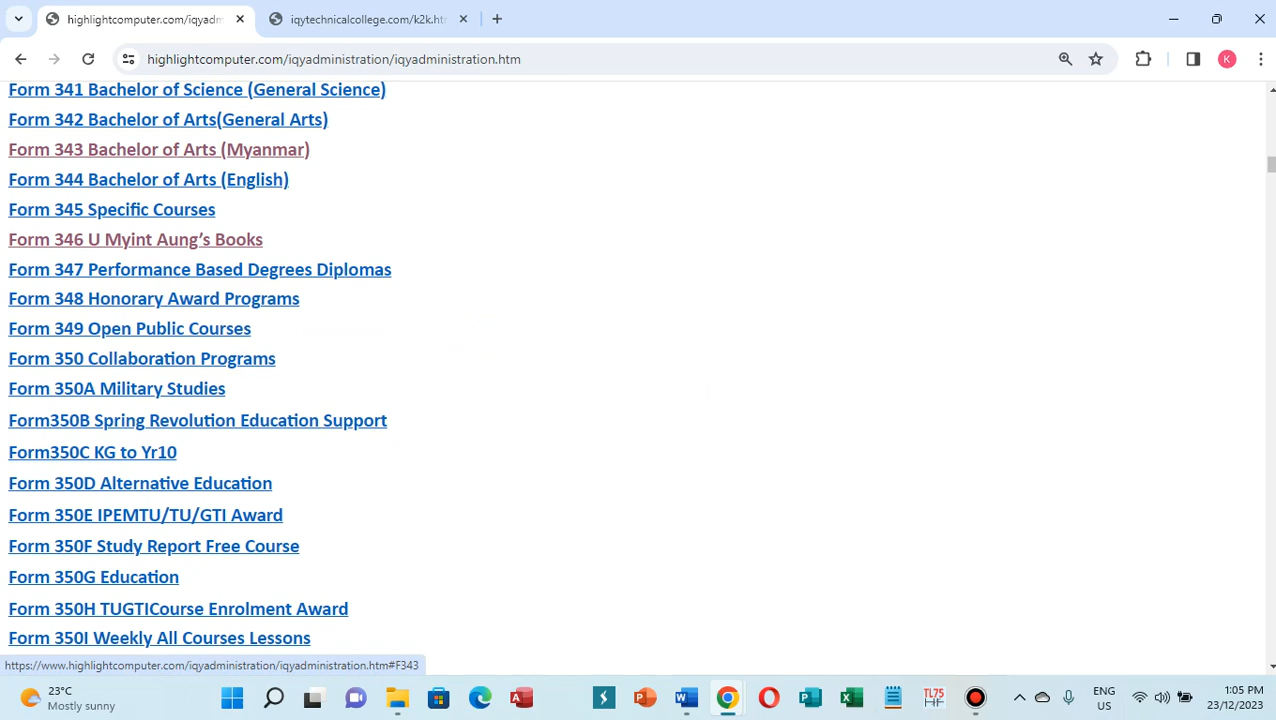 highlightcomputer.com/iqyadm
iqytechnicalcollege.com/k2k.ht
highlightcomputer.com/iqyadministration/iqyadministration.htm
K
Form 341 Bachelor of Science (General Science)
Form 342 Bachelor of Arts(General Arts)
Form 343 Bachelor of Arts (Myanmar)
Form 344 Bachelor of Arts (English)
Form 345 Specific Courses
Form 346 U Myint Aung’s Books
Form 347 Performance Based Degrees Diplomas
Form 348 Honorary Award Programs
Form 349 Open Public Courses
Form 350 Collaboration Programs
Form 350A Military Studies
Form350B Spring Revolution Education Support
Form350C KG to Yr10
Form 350D Alternative Education
Form 350E IPEMTU/TU/GTI Award
Form 350F Study Report Free Course
Form 350G Education
Form 350H TUGTICourse Enrolment Award
Form 350I Weekly All Courses Lessons
https://www.highlightcomputer.com/iqyadministration/iqyadministration.htm#F343
23°C
Mostly sunny
TL75
ENG
US
1:05 PM
23/12/2023